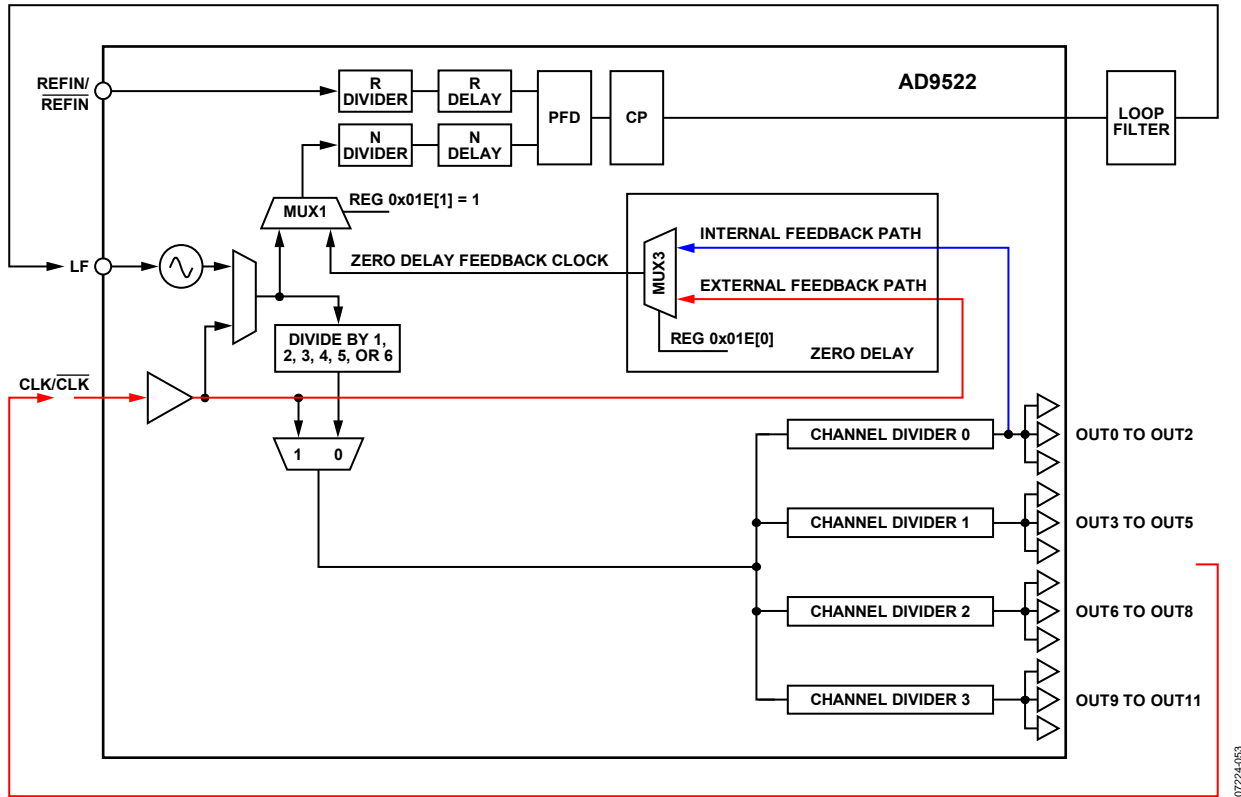 AD9522
REFIN/
REFIN
R
DIVIDER
R
DELAY
N
DIVIDER
N
DELAY
PFD
CP
LOOP
FILTER
REG 0x01E[1] = 1
MUX1
INTERNAL FEEDBACK PATH
ZERO DELAY FEEDBACK CLOCK
MUX3
EXTERNAL FEEDBACK PATH
REG 0x01E[0]
ZERO DELAY
LF
DIVIDE BY 1,
2, 3, 4, 5, OR 6
CLK/CLK
1 0
CHANNEL DIVIDER 0
OUT0 TO OUT2
CHANNEL DIVIDER 1
OUT3 TO OUT5
CHANNEL DIVIDER 2
OUT6 TO OUT8
CHANNEL DIVIDER 3
OUT9 TO OUT11
07224-053